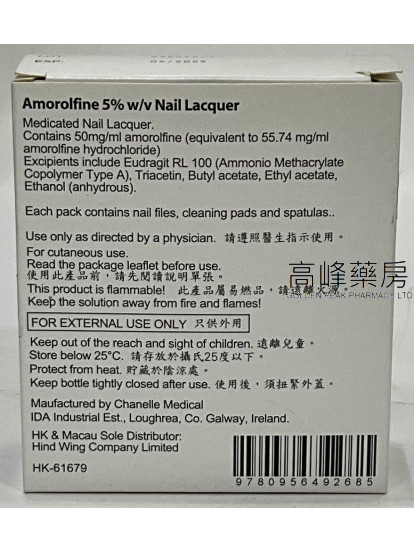 EXP:
Amorolfine 5% w/v Nail Lacquer
Medicated Nail Lacquer.
Contains 50mg/ml amorolfine (equivalent to 55.74 mg/ml
amorolfine hydrochloride)
Excipients include Eudragit RL 100 (Ammonio Methacrylate
Copolymer Type A), Triacetin, Butyl acetate, Ethyl acetate,
Ethanol (anhydrous).
Each pack contains nail files, cleaning pads and spatulas..
Use only as directed by a physician. 請遵照醫生指示使用。
For cutaneous use.
Read the package leaflet before use.
使用此產品前，請先閱讀說明單張。
This product is flammable! 此產品屬易燃品，請遠離火源。
Keep the solution away from fire and flames!
高峰藥房
GOLDEN PEAK PHARMACY LTD
FOR EXTERNAL USE ONLY 只供外用
Keep out of the reach and sight of children. 遠離兒童。
Store below 25°C. 請存放於攝氏25度以下。
Protect from heat. 貯藏於陰涼處。
Keep bottle tightly closed after use. 使用後，須扭緊外蓋。
Maufactured by Chanelle Medical
IDA Industrial Est., Loughrea, Co. Galway, Ireland.
HK & Macau Sole Distributor:
Hind Wing Company Limited
HK-61679
9780956492685